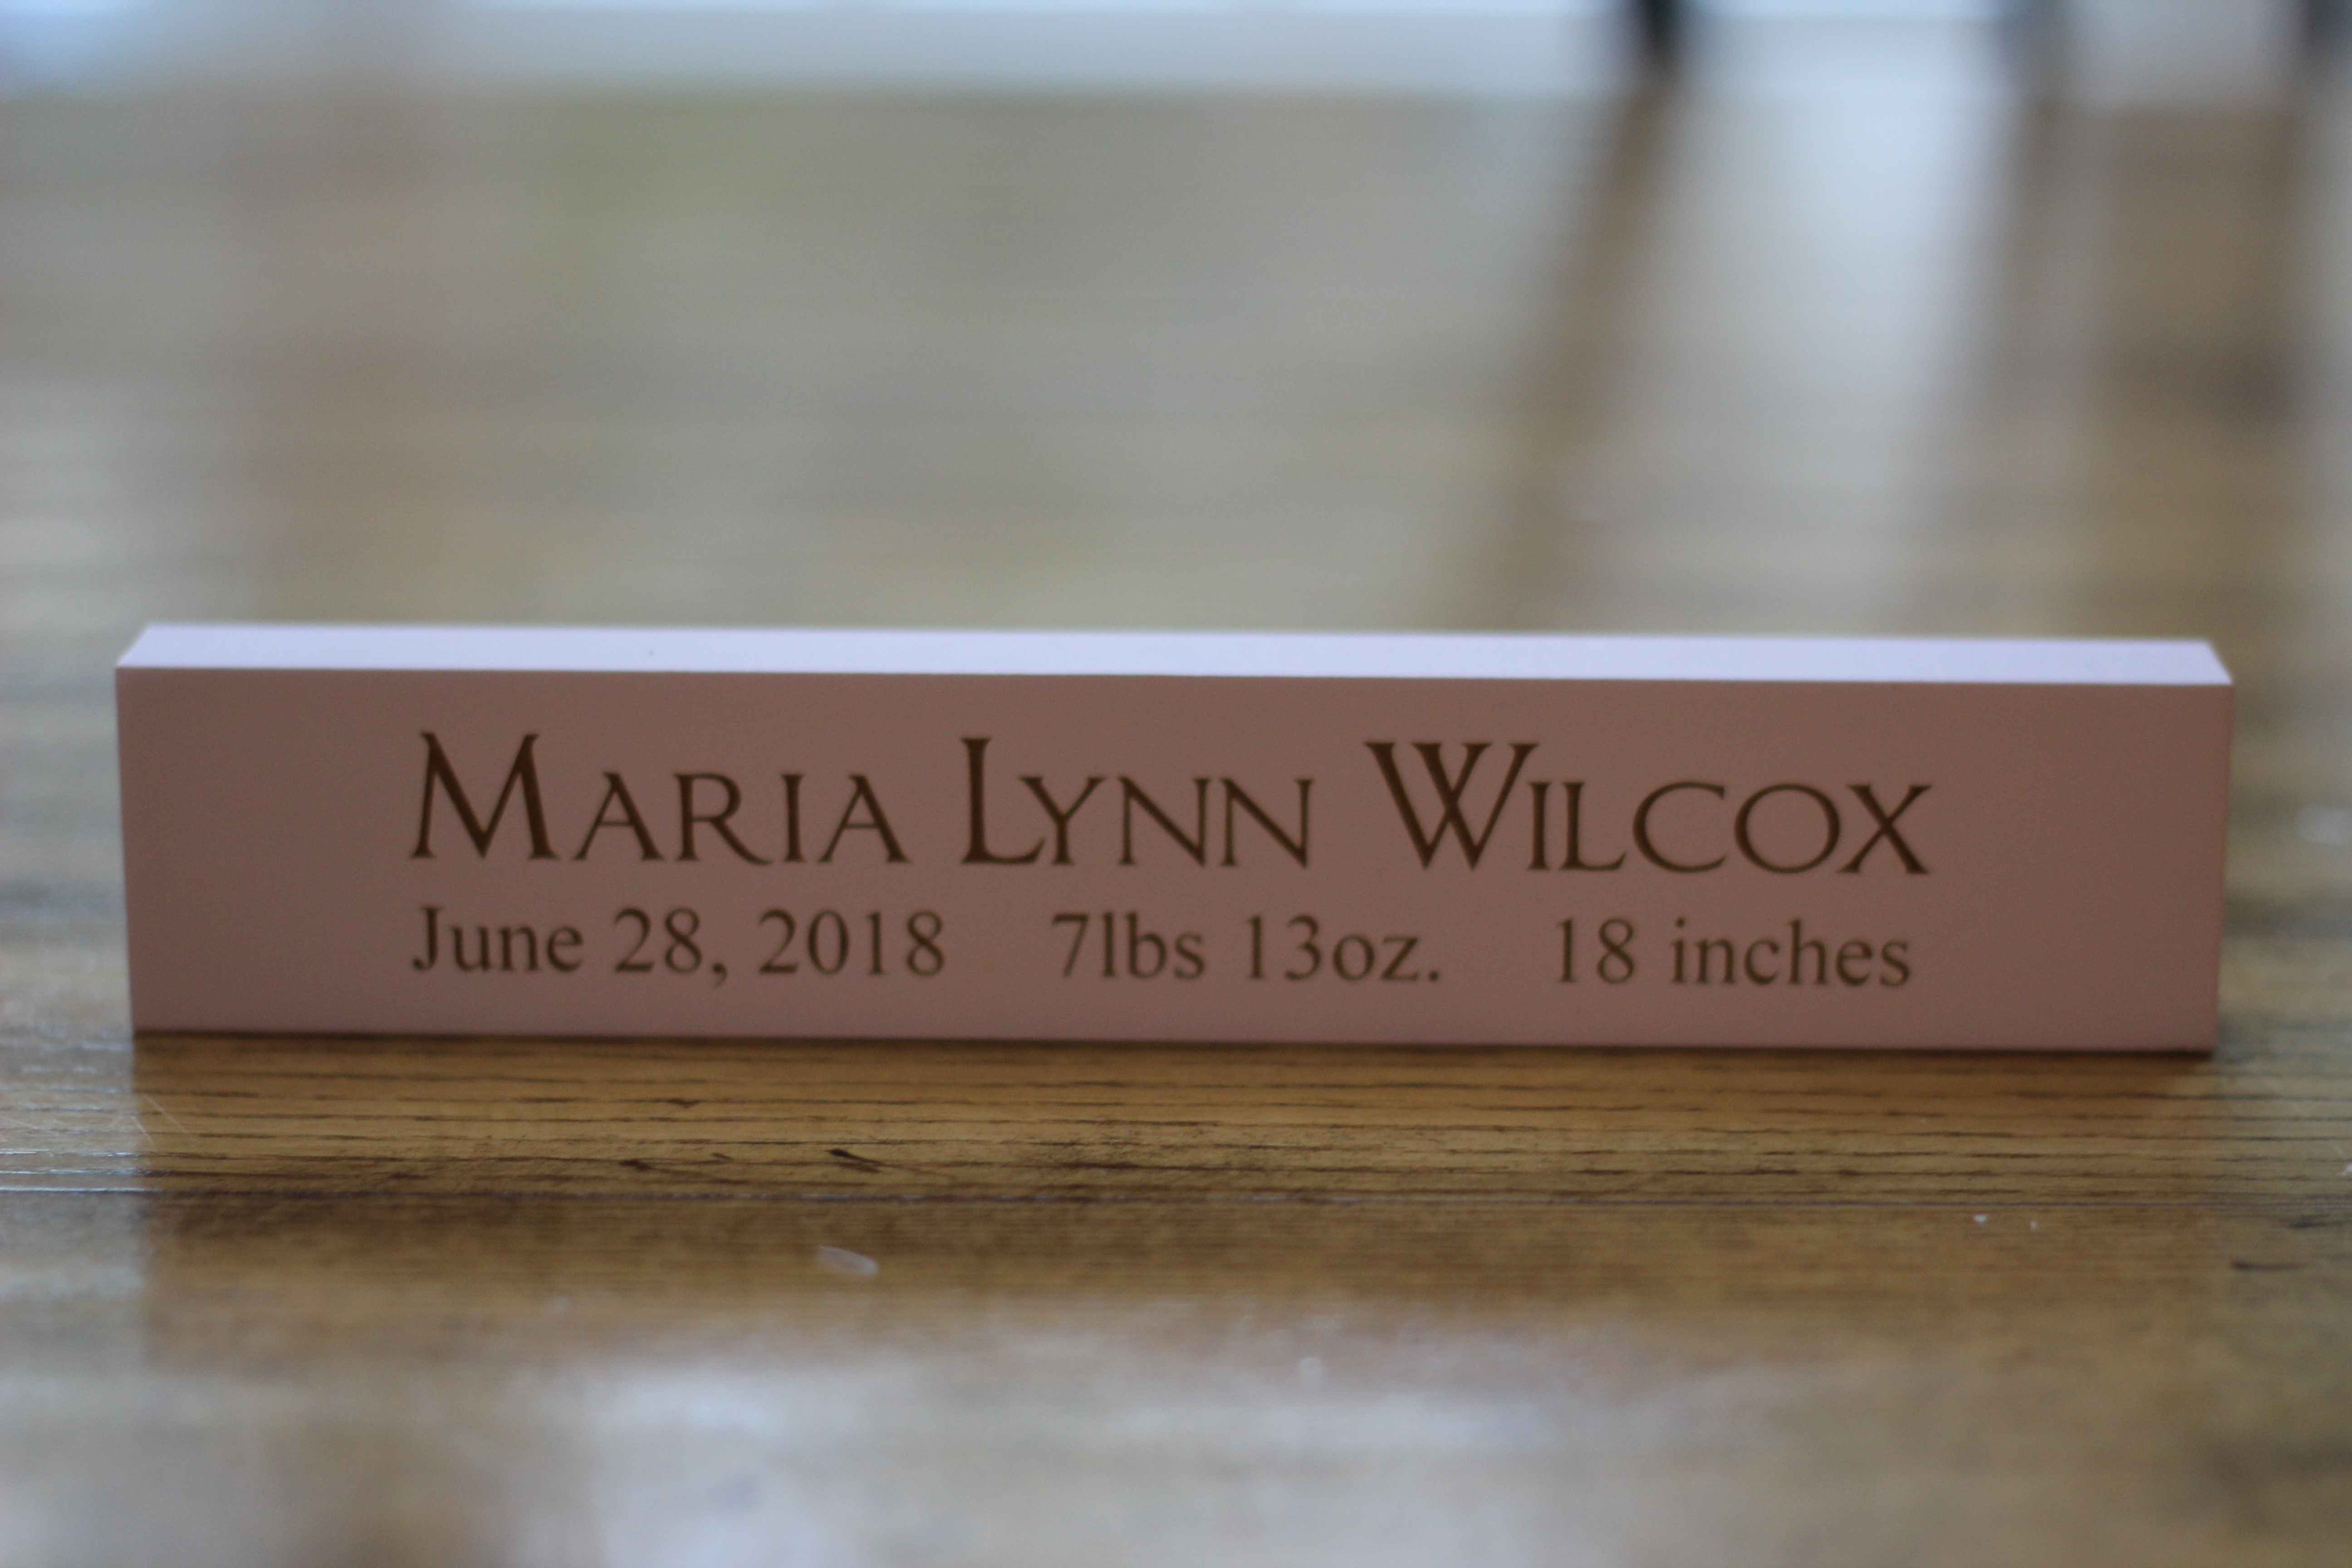 Maria Lynn Wilcox
June 28, 2018 7lbs 13oz. 18 inches